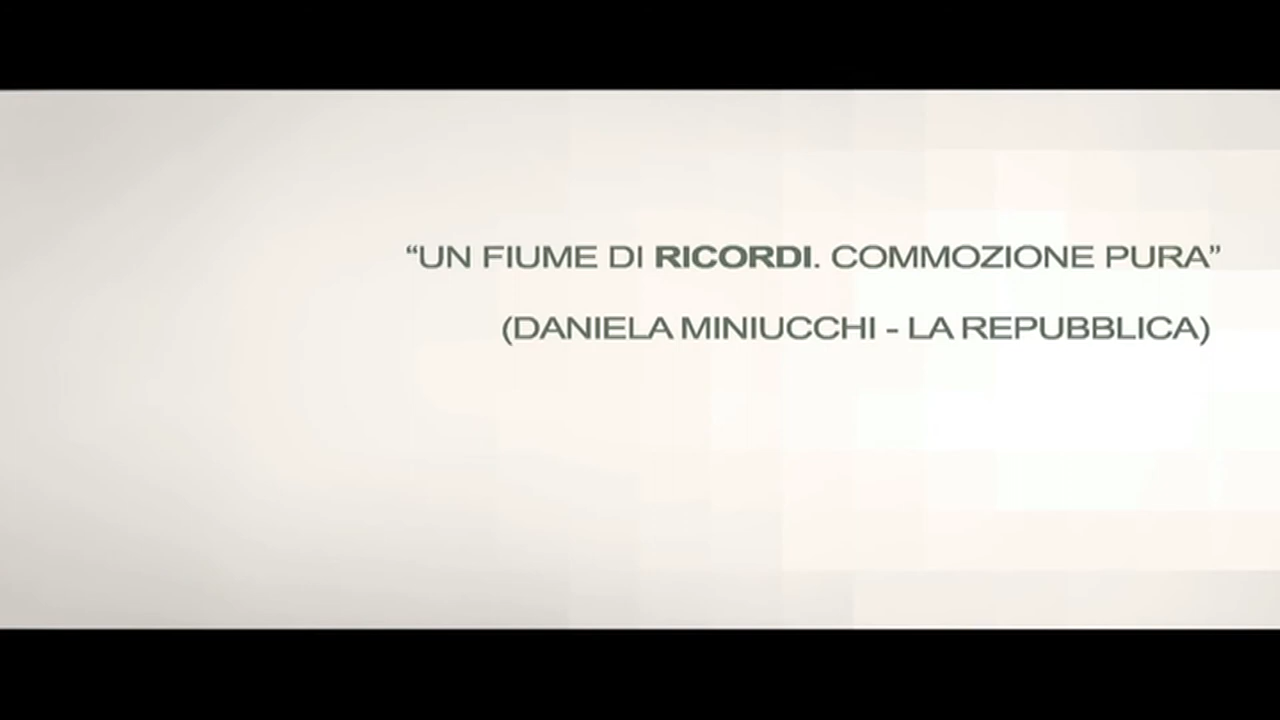 “UN FIUME DI RICORDI. COMMOZIONE PURA”
(DANIELA MINIUCCHI - LA REPUBBLICA)